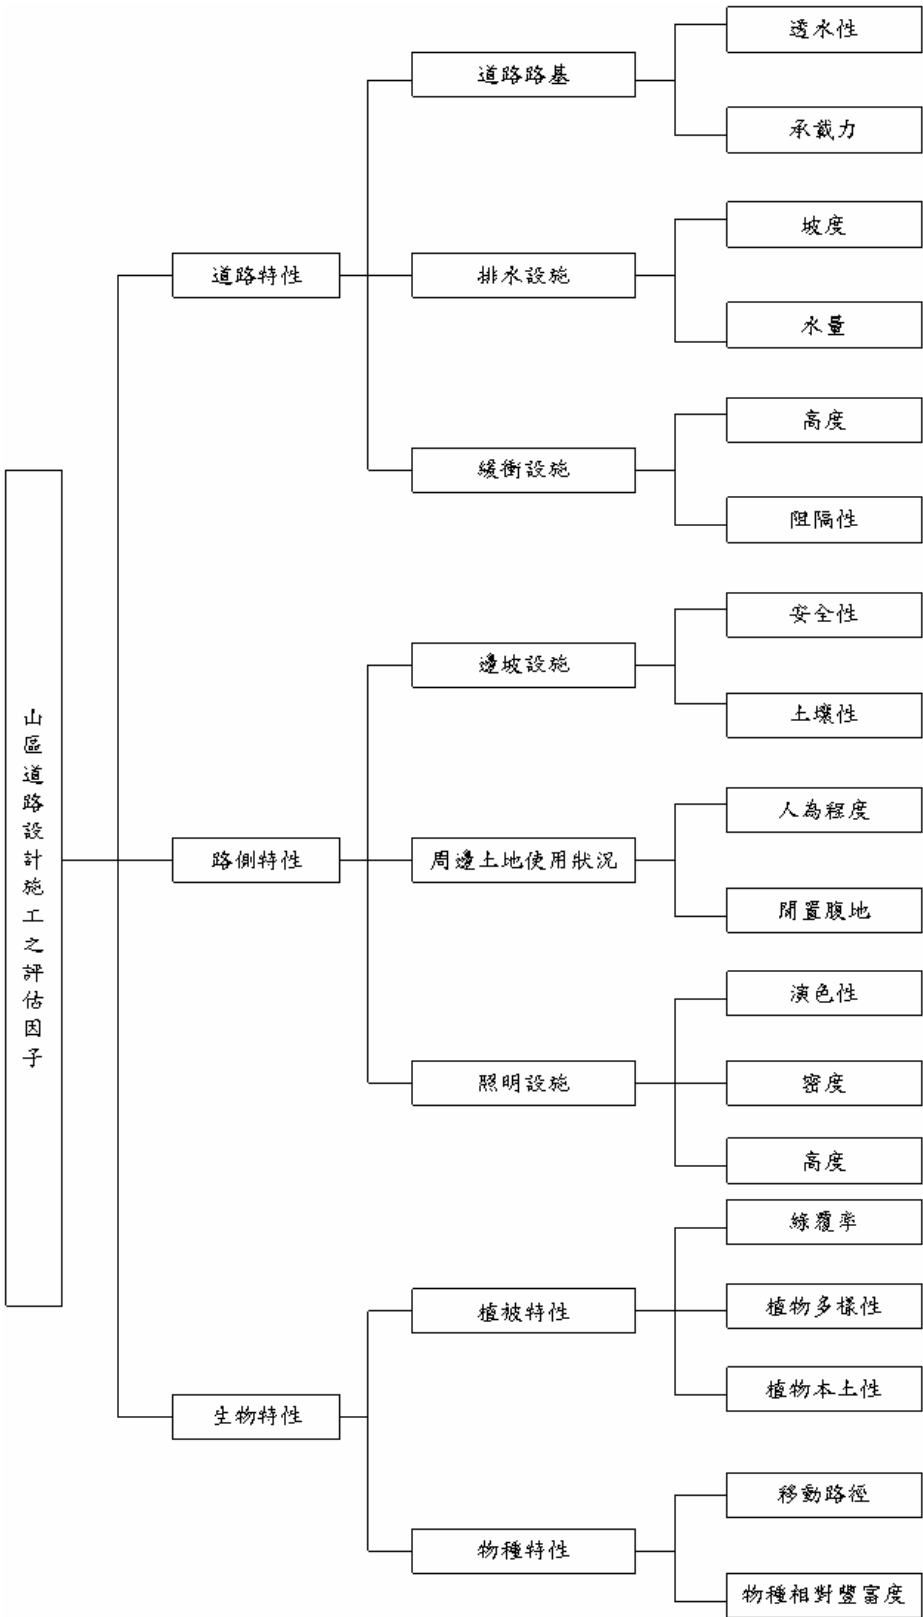 山區道路設計施工之評估因子
道路特性
道路路基
透水性
承載力
排水設施
坡度
水量
緩衝設施
高度
阻隔性
路側特性
邊坡設施
安全性
土壤性
周邊土地使用狀況
人為程度
閒置腹地
照明設施
演色性
密度
高度
生物特性
植被特性
綠覆率
植物多樣性
植物本土性
物種特性
移動路徑
物種相對豐富度